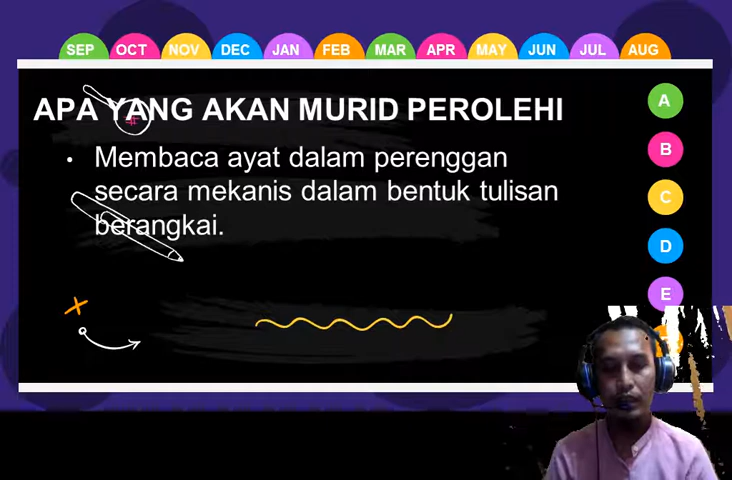 SEP OCT NOV DEC JAN FEB MAR APR MAY JUN JUL AUG
APA YANG AKAN MURID PEROLEHI
• Membaca ayat dalam perenggan
secara mekanis dalam bentuk tulisan
berangkai.
A
B
C
D
E